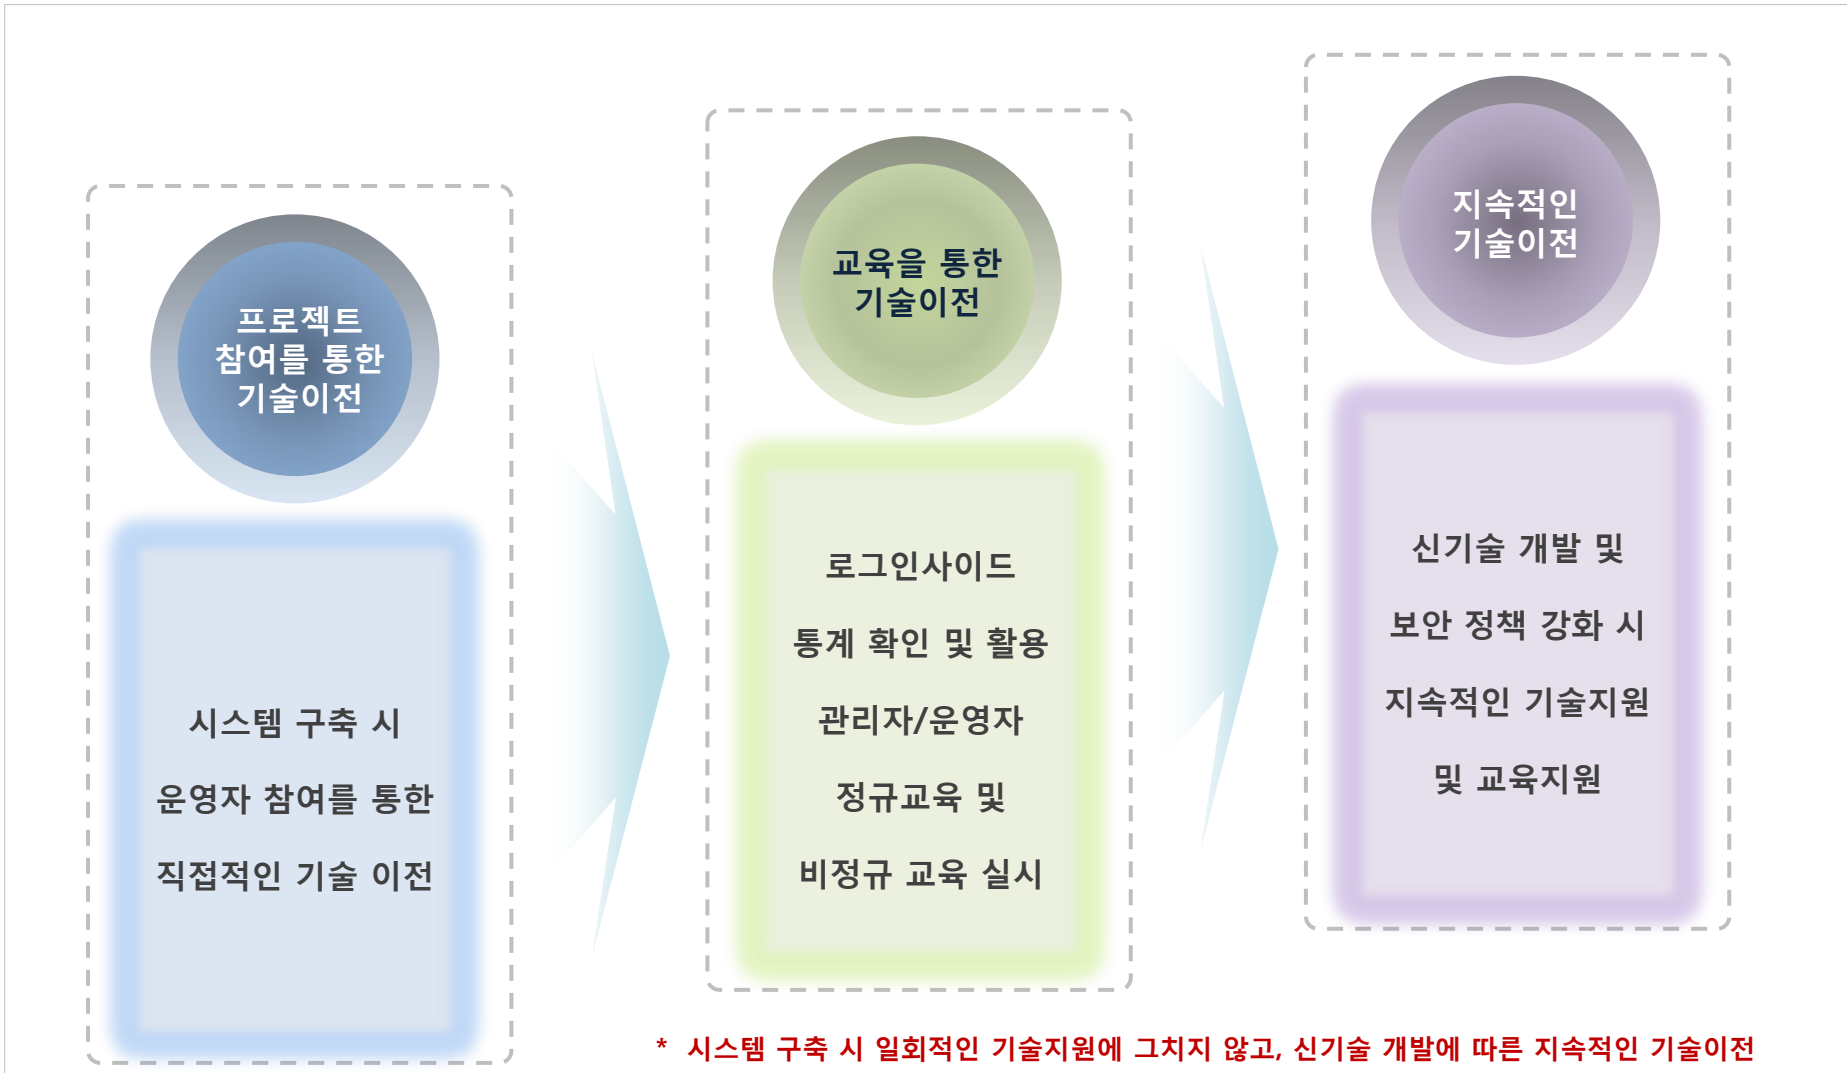 프로젝트
참여를 통한
기술이전
시스템 구축 시
운영자 참여를 통한
직접적인 기술 이전
교육을 통한
기술이전
로그인사이드
통계 확인 및 활용
관리자/운영자
정규교육 및
비정규 교육 실시
지속적인
기술이전
신기술 개발 및
보안 정책 강화 시
지속적인 기술지원
및 교육지원
* 시스템 구축 시 일회적인 기술지원에 그치지 않고, 신기술 개발에 따른 지속적인 기술이전